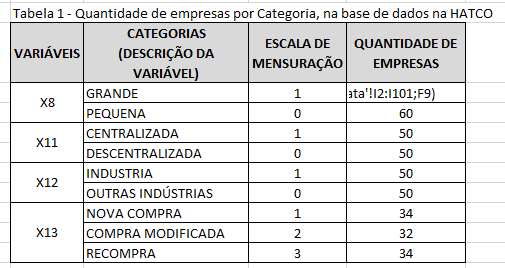 Tabela 1 - Quantidade de empresas por Categoria, na base de dados na HATCO
VARIÁVEIS CATEGORIAS (DESCRIÇÃO DA VARIÁVEL) ESCALA DE MENSURAÇÃO QUANTIDADE DE EMPRESAS
X8 GRANDE 1 ata'!I2:I101;F9)
PEQUENA 0 60
X11 CENTRALIZADA 1 50
DESCENTRALIZADA 0 50
X12 INDUSTRIA 1 50
OUTRAS INDÚSTRIAS 0 50
X13 NOVA COMPRA 1 34
COMPRA MODIFICADA 2 32
RECOMPRA 3 34